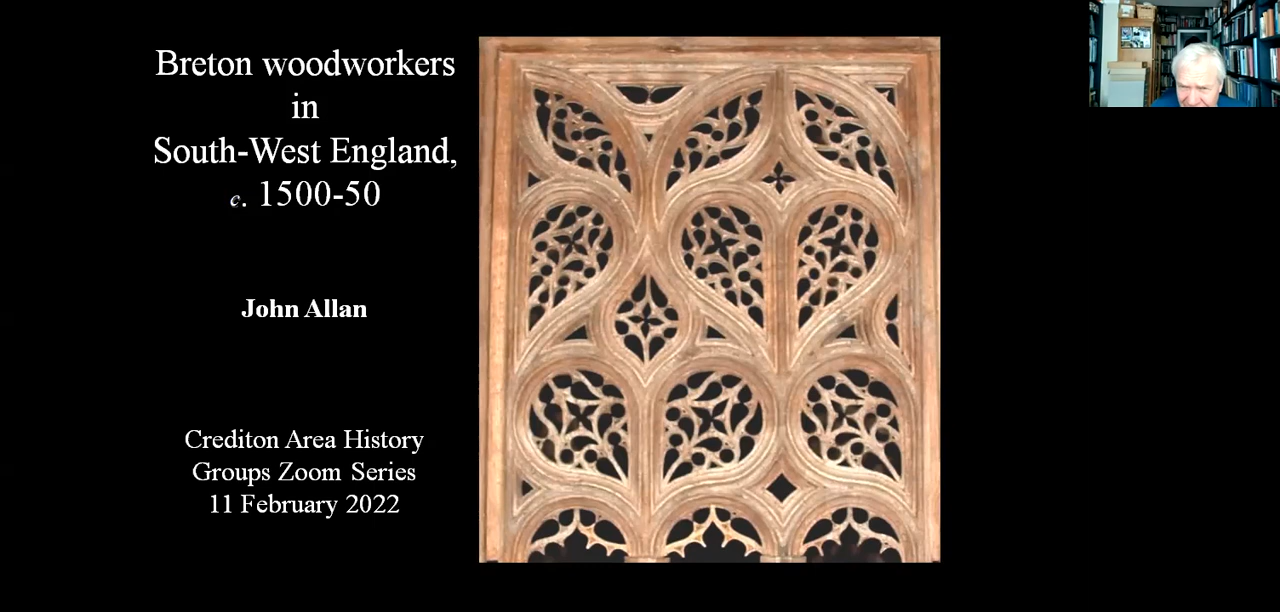 Breton woodworkers
in
South-West England,
c. 1500-50
John Allan
Crediton Area History
Groups Zoom Series
11 February 2022